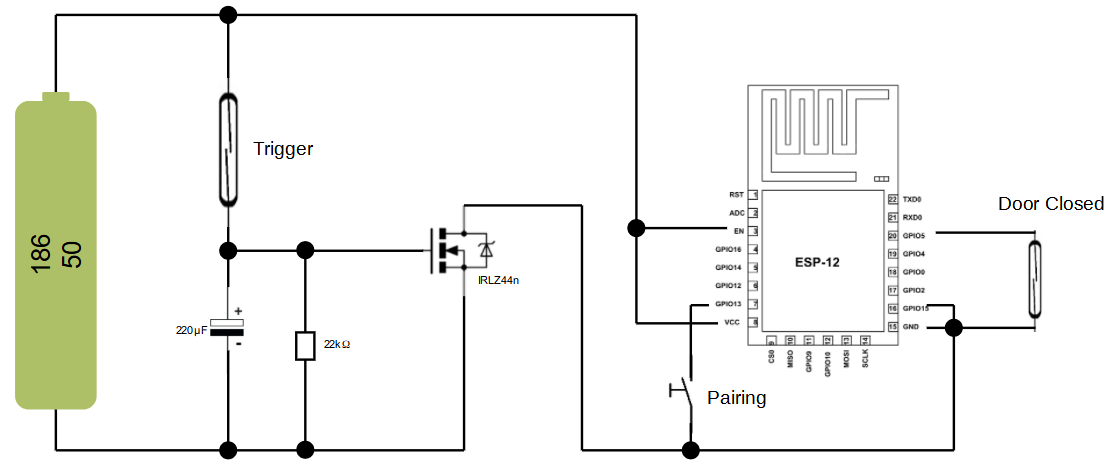 186
50
Trigger
+
220µF
-
22kΩ
IRLZ44n
RST 1
ADC 2
EN 3
GPIO16 4
GPIO14 5
GPIO12 6
GPIO13 7
VCC 8
ESP-12
22 TXD0
21 RXD0
20 GPIO5
19 GPIO4
18 GPIO0
17 GPIO2
16 GPIO15
15 GND
9 10 11 12 13 14
CS0 MISO GPIO9 GPIO10 MOSI SCLK
Door Closed
Pairing